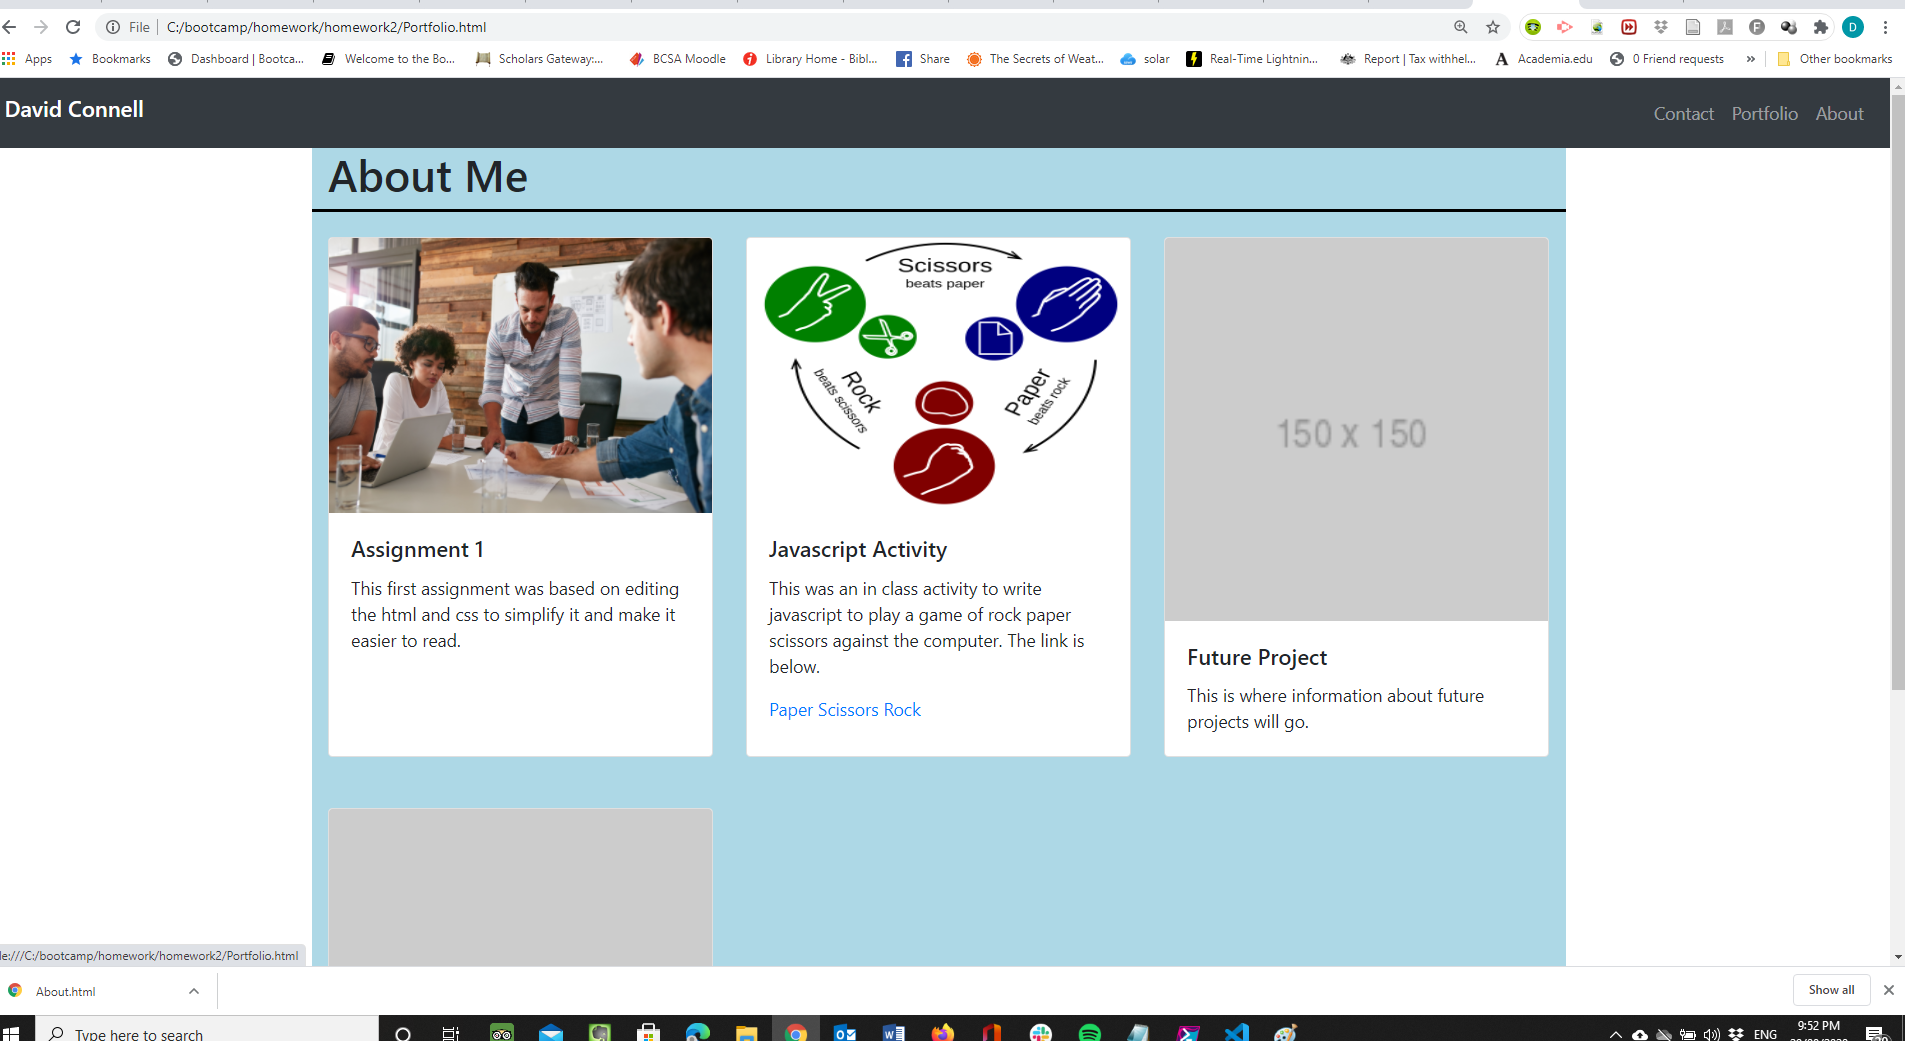 File C:/bootcamp/homework/homework2/Portfolio.html
D
Apps Bookmarks Dashboard | Bootca... Welcome to the Bo... Scholars Gateway:... BCSA Moodle Library Home - Bibl... Share The Secrets of Weat... solar Real-Time Lightnin... Report | Tax withhel... Academia.edu 0 Friend requests » Other bookmarks
David Connell
Contact Portfolio About
About Me
Scissors
beats paper
Rock
beats scissors
Paper
beats rock
150 x 150
Assignment 1
This first assignment was based on editing
the html and css to simplify it and make it
easier to read.
Javascript Activity
This was an in class activity to write
javascript to play a game of rock paper
scissors against the computer. The link is
below.
Paper Scissors Rock
Future Project
This is where information about future
projects will go.
le:///C:/bootcamp/homework/homework2/Portfolio.html
About.html
Show all
Type here to search
ENG
9:52 PM